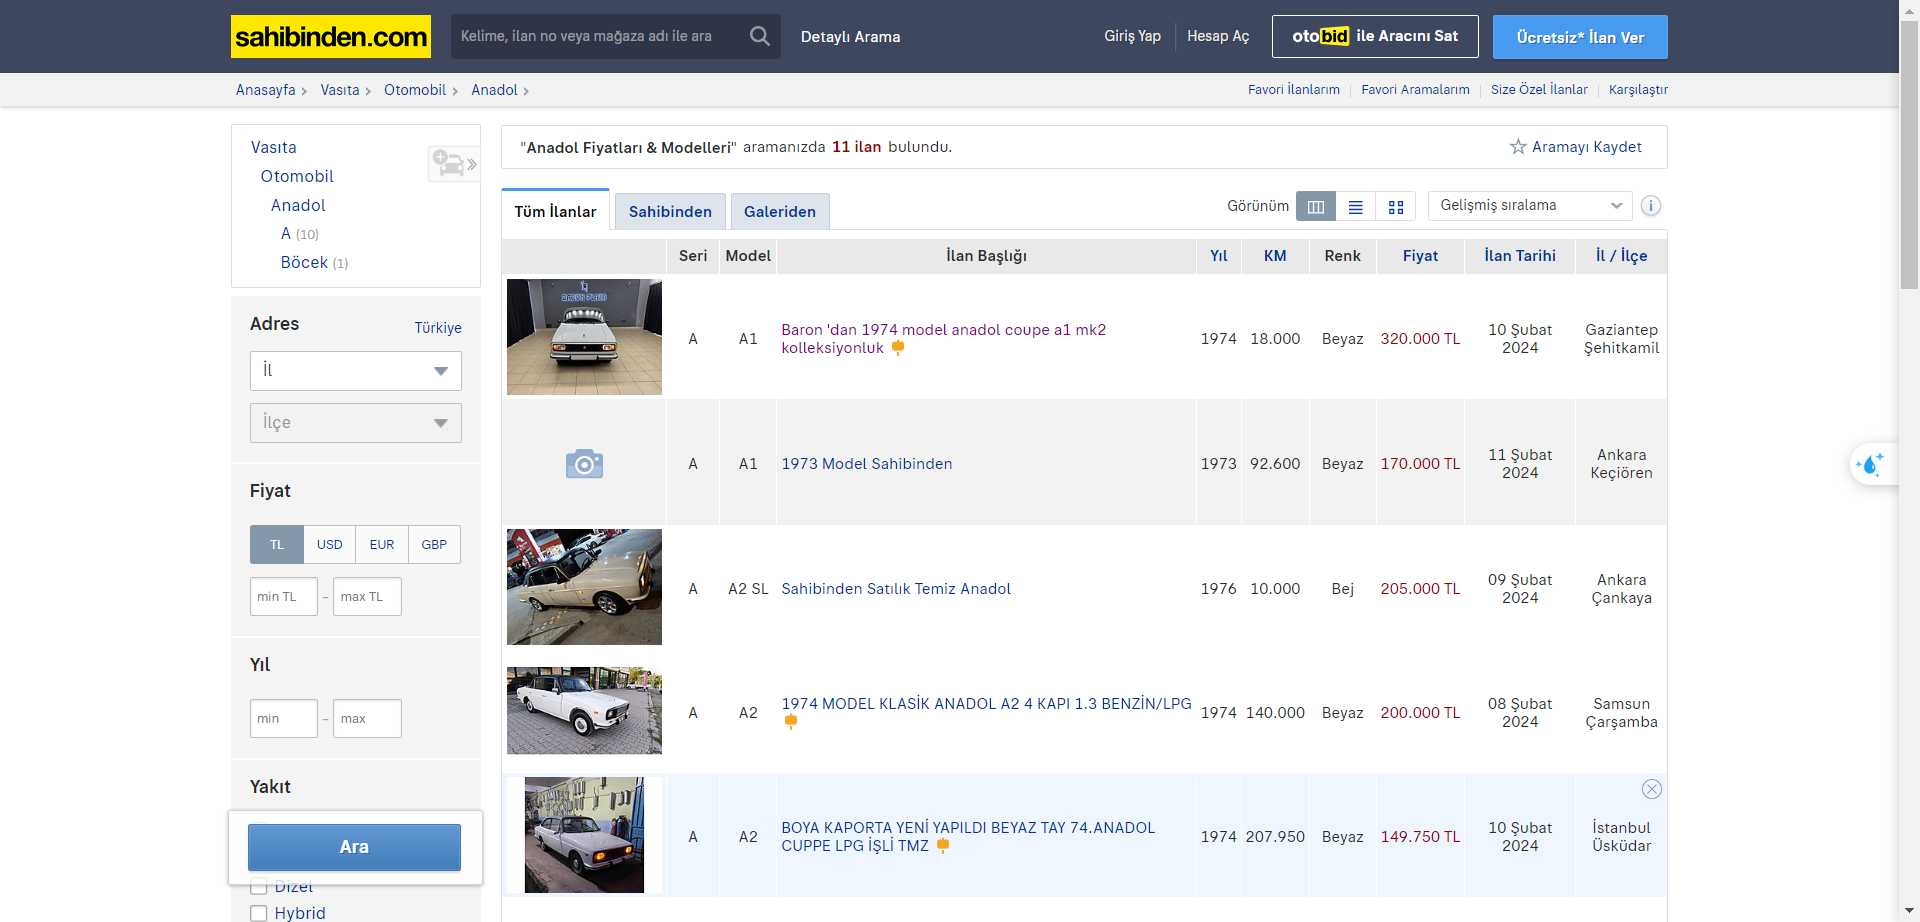 sahibinden.com
Kelime, ilan no veya mağaza adı ile ara
Detaylı Arama
Giriş Yap
Hesap Aç
otobid ile Aracını Sat
Ücretsiz* İlan Ver
Anasayfa
Vasıta
Otomobil
Anadol
Favori İlanlarım
Favori Aramalarım
Size Özel İlanlar
Karşılaştır
Vasıta
Otomobil
Anadol
A (10)
Böcek (1)
Adres
Türkiye
İl
İlçe
Fiyat
TL USD EUR GBP
min TL - max TL
Yıl
min - max
Yakıt
Ara
Dizel
Hybrid
"Anadol Fiyatları & Modelleri" aramanızda 11 ilan bulundu.
Aramayı Kaydet
Tüm İlanlar
Sahibinden
Galeriden
Görünüm
Gelişmiş sıralama
Seri Model İlan Başlığı Yıl KM Renk Fiyat İlan Tarihi İl / İlçe
A A1 Baron 'dan 1974 model anadol coupe a1 mk2 kolleksiyonluk 1974 18.000 Beyaz 320.000 TL 10 Şubat 2024 Gaziantep Şehitkamil
A A1 1973 Model Sahibinden 1973 92.600 Beyaz 170.000 TL 11 Şubat 2024 Ankara Keçiören
A A2 SL Sahibinden Satılık Temiz Anadol 1976 10.000 Bej 205.000 TL 09 Şubat 2024 Ankara Çankaya
A A2 1974 MODEL KLASİK ANADOL A2 4 KAPI 1.3 BENZİN/LPG 1974 140.000 Beyaz 200.000 TL 08 Şubat 2024 Samsun Çarşamba
A A2 BOYA KAPORTA YENİ YAPILDI BEYAZ TAY 74.ANADOL CUPPE LPG İŞLİ TMZ 1974 207.950 Beyaz 149.750 TL 10 Şubat 2024 İstanbul Üsküdar